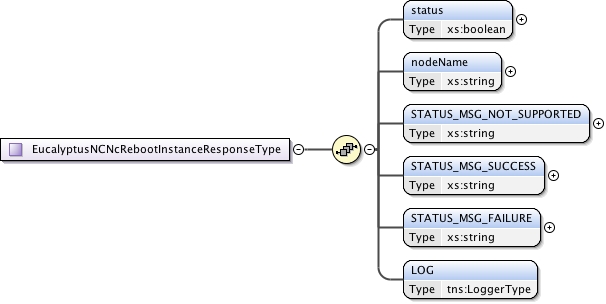 status
Type xs:boolean
nodeName
Type xs:string
STATUS_MSG_NOT_SUPPORTED
Type xs:string
EucalyptusNCNcRebootInstanceResponseType
STATUS_MSG_SUCCESS
Type xs:string
STATUS_MSG_FAILURE
Type xs:string
LOG
Type tns:LoggerType